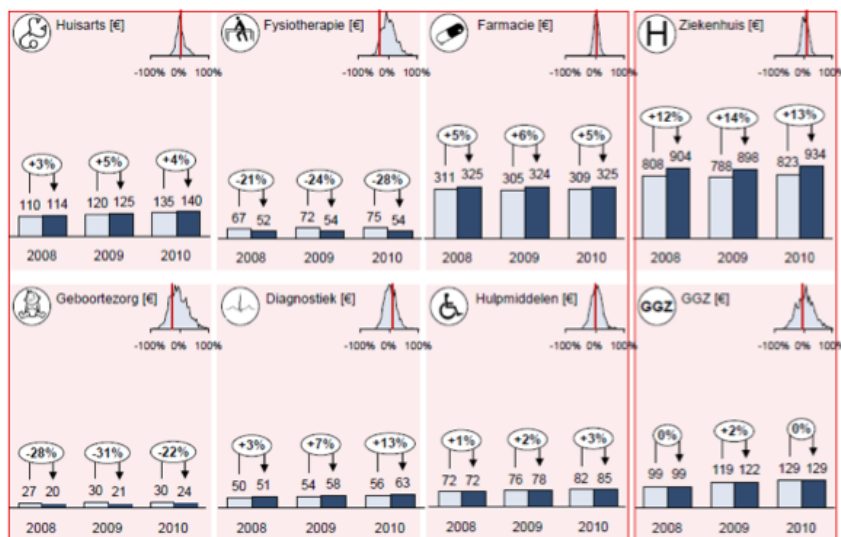 Huisarts [€]
-100% 0% 100%
+3% +5% +4%
110 114 120 125 135 140
2008 2009 2010
Fysiotherapie [€]
-100% 0% 100%
-21% -24% -28%
67 52 72 54 75 54
2008 2009 2010
Farmacie [€]
-100% 0% 100%
+5% +6% +5%
311 325 305 324 309 325
2008 2009 2010
H Ziekenhuis [€]
-100% 0% 100%
+12% +14% +13%
808 904 788 898 823 934
2008 2009 2010
Geboortezorg [€]
-100% 0% 100%
-28% -31% -22%
27 20 30 21 30 24
2008 2009 2010
Diagnostiek [€]
-100% 0% 100%
+3% +7% +13%
50 51 54 58 56 63
2008 2009 2010
Hulpmiddelen [€]
-100% 0% 100%
+1% +2% +3%
72 72 76 78 82 85
2008 2009 2010
GGZ GGZ [€]
-100% 0% 100%
0% +2% 0%
99 99 119 122 129 129
2008 2009 2010